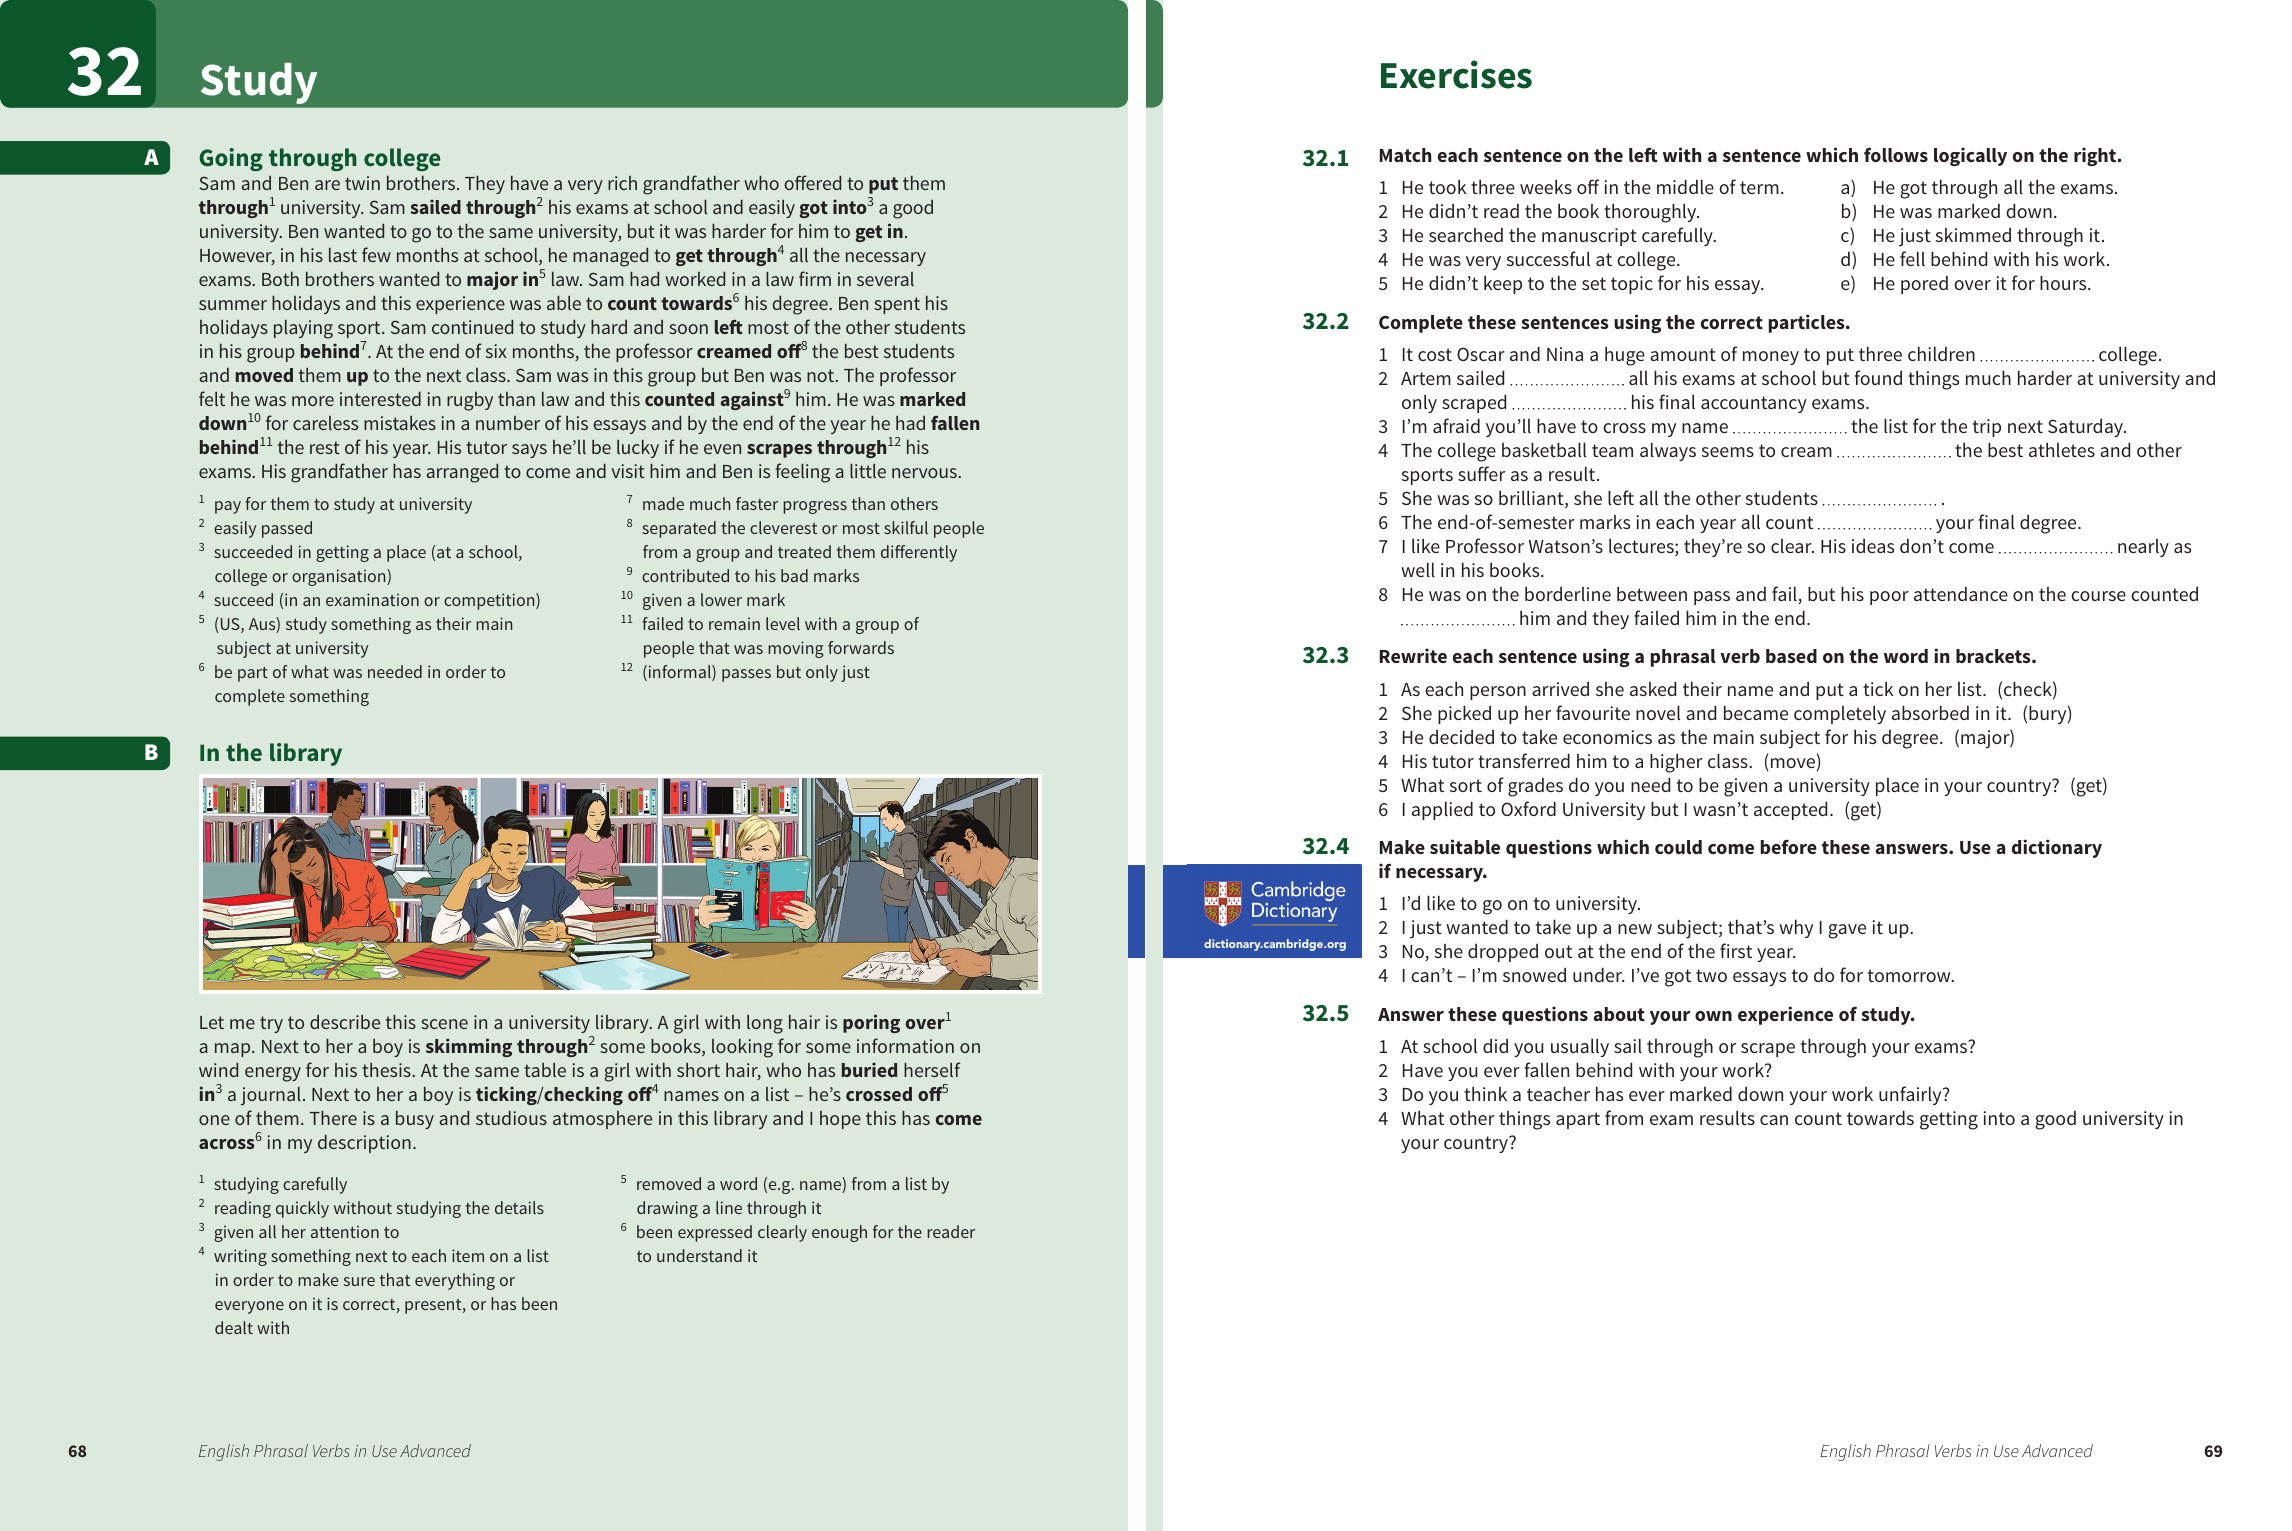 32
Study
A
Going through college
Sam and Ben are twin brothers. They have a very rich grandfather who offered to put them
through1 university. Sam sailed through2 his exams at school and easily got into3 a good
university. Ben wanted to go to the same university, but it was harder for him to get in.
However, in his last few months at school, he managed to get through4 all the necessary
exams. Both brothers wanted to major in5 law. Sam had worked in a law firm in several
summer holidays and this experience was able to count towards6 his degree. Ben spent his
holidays playing sport. Sam continued to study hard and soon left most of the other students
in his group behind7. At the end of six months, the professor creamed off8 the best students
and moved them up to the next class. Sam was in this group but Ben was not. The professor
felt he was more interested in rugby than law and this counted against9 him. He was marked
down10 for careless mistakes in a number of his essays and by the end of the year he had fallen
behind11 the rest of his year. His tutor says he'll be lucky if he even scrapes through12 his
exams. His grandfather has arranged to come and visit him and Ben is feeling a little nervous.
1 pay for them to study at university
2 easily passed
3 succeeded in getting a place (at a school,
college or organisation)
4 succeed (in an examination or competition)
5 (US, Aus) study something as their main
subject at university
6 be part of what was needed in order to
complete something
7 made much faster progress than others
8 separated the cleverest or most skilful people
from a group and treated them differently
9 contributed to his bad marks
10 given a lower mark
11 failed to remain level with a group of
people that was moving forwards
12 (informal) passes but only just
B
In the library
Let me try to describe this scene in a university library. A girl with long hair is poring over1
a map. Next to her a boy is skimming through2 some books, looking for some information on
wind energy for his thesis. At the same table is a girl with short hair, who has buried herself
in3 a journal. Next to her a boy is ticking/checking off4 names on a list – he's crossed off5
one of them. There is a busy and studious atmosphere in this library and I hope this has come
across6 in my description.
1 studying carefully
2 reading quickly without studying the details
3 given all her attention to
4 writing something next to each item on a list
in order to make sure that everything or
everyone on it is correct, present, or has been
dealt with
5 removed a word (e.g. name) from a list by
drawing a line through it
6 been expressed clearly enough for the reader
to understand it
68
English Phrasal Verbs in Use Advanced
Exercises
32.1 Match each sentence on the left with a sentence which follows logically on the right.
1 He took three weeks off in the middle of term. a) He got through all the exams.
2 He didn't read the book thoroughly. b) He was marked down.
3 He searched the manuscript carefully. c) He just skimmed through it.
4 He was very successful at college. d) He fell behind with his work.
5 He didn't keep to the set topic for his essay. e) He pored over it for hours.
32.2 Complete these sentences using the correct particles.
1 It cost Oscar and Nina a huge amount of money to put three children ....................... college.
2 Artem sailed ....................... all his exams at school but found things much harder at university and
only scraped ....................... his final accountancy exams.
3 I'm afraid you'll have to cross my name ....................... the list for the trip next Saturday.
4 The college basketball team always seems to cream ....................... the best athletes and other
sports suffer as a result.
5 She was so brilliant, she left all the other students ....................... .
6 The end-of-semester marks in each year all count ....................... your final degree.
7 I like Professor Watson's lectures; they're so clear. His ideas don't come ....................... nearly as
well in his books.
8 He was on the borderline between pass and fail, but his poor attendance on the course counted
....................... him and they failed him in the end.
32.3 Rewrite each sentence using a phrasal verb based on the word in brackets.
1 As each person arrived she asked their name and put a tick on her list. (check)
2 She picked up her favourite novel and became completely absorbed in it. (bury)
3 He decided to take economics as the main subject for his degree. (major)
4 His tutor transferred him to a higher class. (move)
5 What sort of grades do you need to be given a university place in your country? (get)
6 I applied to Oxford University but I wasn't accepted. (get)
32.4 Make suitable questions which could come before these answers. Use a dictionary
if necessary.
Cambridge
Dictionary
dictionary.cambridge.org
1 I'd like to go on to university.
2 I just wanted to take up a new subject; that's why I gave it up.
3 No, she dropped out at the end of the first year.
4 I can't – I'm snowed under. I've got two essays to do for tomorrow.
32.5 Answer these questions about your own experience of study.
1 At school did you usually sail through or scrape through your exams?
2 Have you ever fallen behind with your work?
3 Do you think a teacher has ever marked down your work unfairly?
4 What other things apart from exam results can count towards getting into a good university in
your country?
English Phrasal Verbs in Use Advanced
69